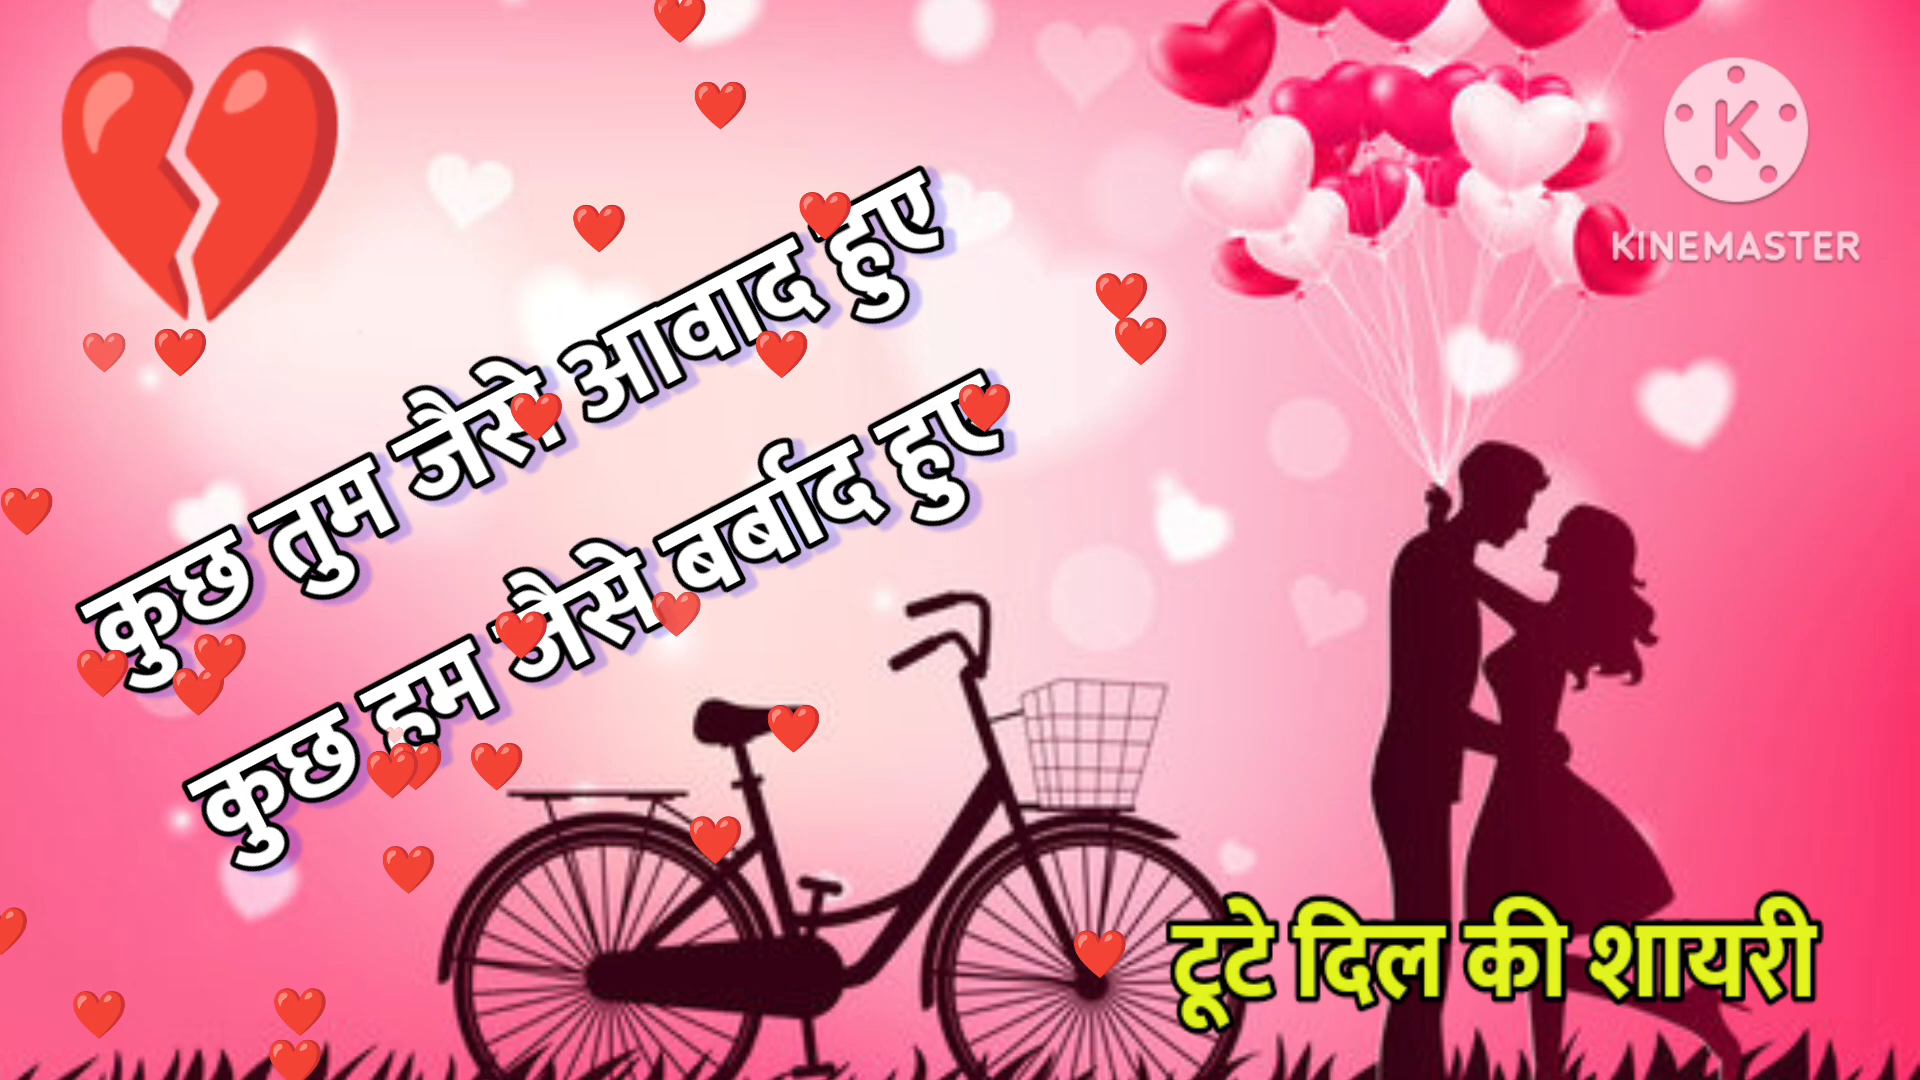 कुछ तुम जैसे आवाद हुए
कुछ हम जैसे बर्बाद हुए
टूटे दिल की शायरी
K
KINEMASTER